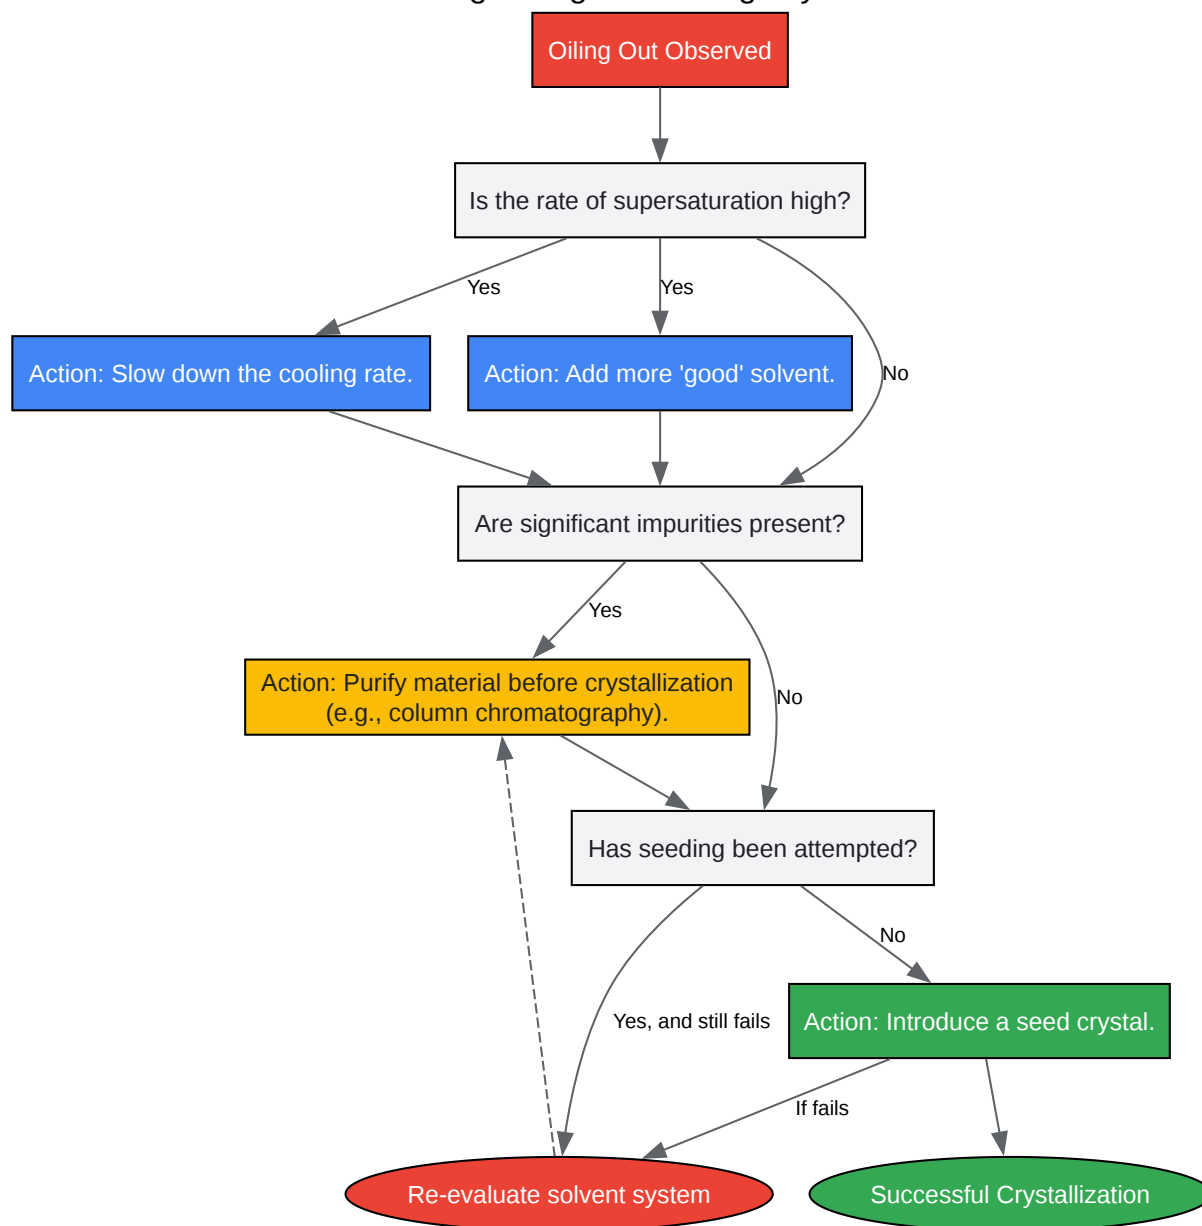 Oiling Out Observed
Is the rate of supersaturation high?
Yes
Yes
Action: Slow down the cooling rate.
Action: Add more 'good' solvent.
No
Are significant impurities present?
Yes
Action: Purify material before crystallization
(e.g., column chromatography).
No
Has seeding been attempted?
No
Yes, and still fails
Action: Introduce a seed crystal.
If fails
Re-evaluate solvent system
Successful Crystallization